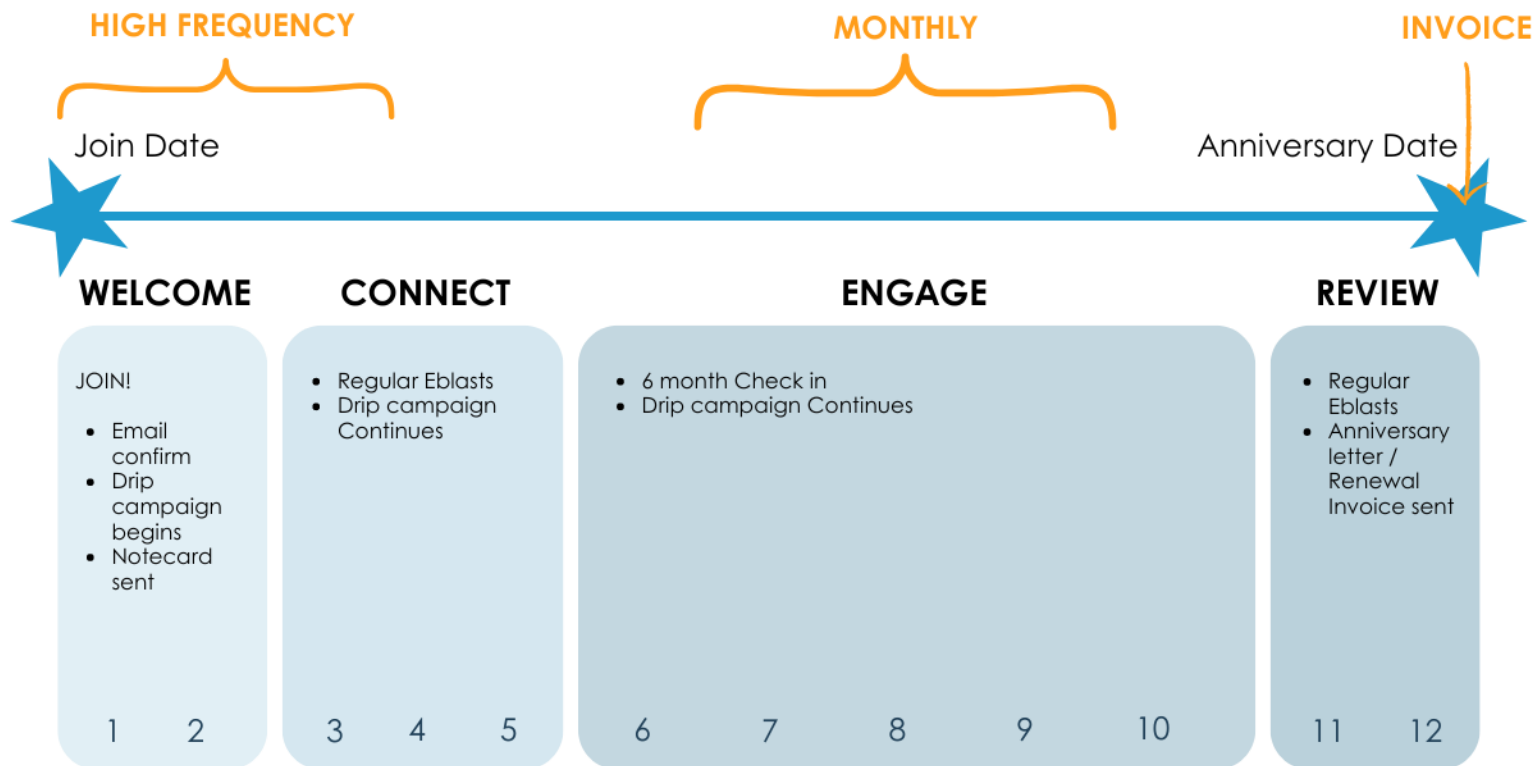 HIGH FREQUENCY
MONTHLY
INVOICE
Join Date
Anniversary Date
WELCOME
CONNECT
ENGAGE
REVIEW
JOIN!
• Email
confirm
• Drip
campaign
begins
• Notecard
sent
1 2
• Regular Eblasts
• Drip campaign
Continues
3 4 5
• 6 month Check in
• Drip campaign Continues
6 7 8 9 10
• Regular
Eblasts
• Anniversary
letter /
Renewal
Invoice sent
11 12